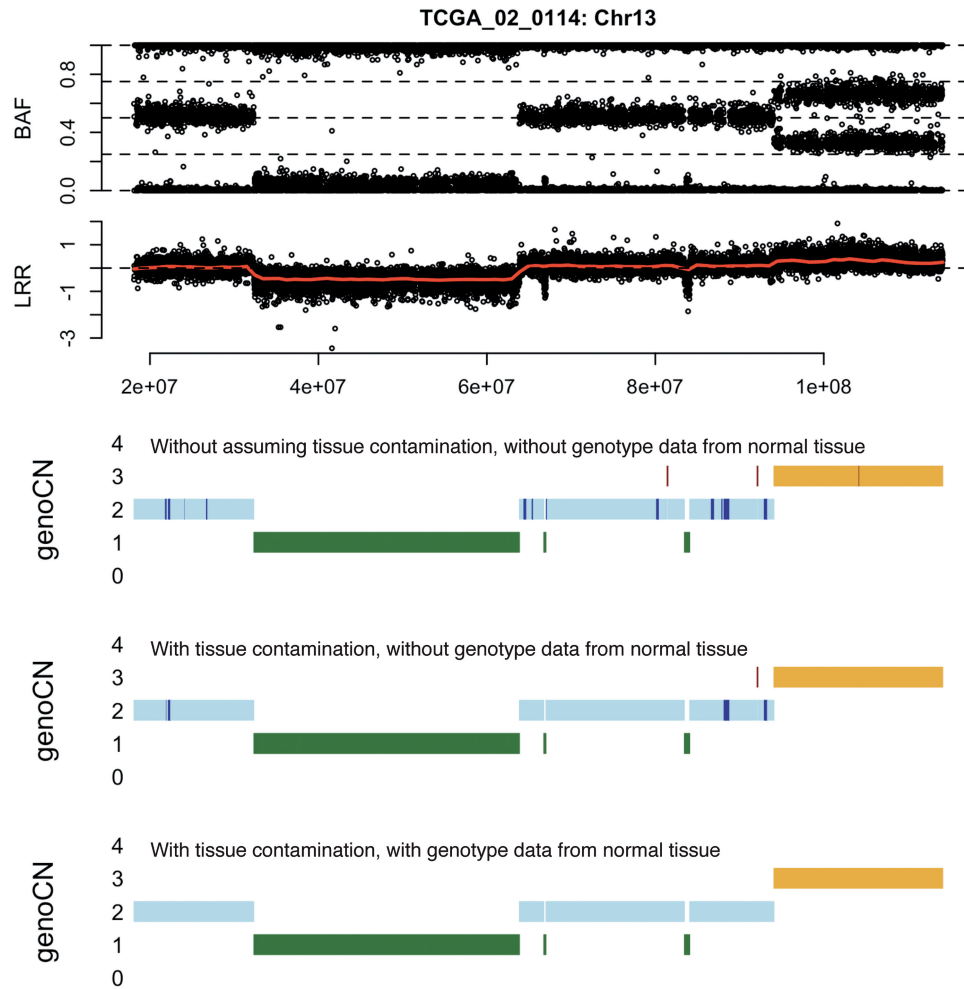 TCGA_02_0114: Chr13
BAF
0.8
0.4
0.0
LRR
1
-1
-3
2e+07 4e+07 6e+07 8e+07 1e+08
genoCN
4
Without assuming tissue contamination, without genotype data from normal tissue
3
2
1
0
genoCN
4
With tissue contamination, without genotype data from normal tissue
3
2
1
0
genoCN
4
With tissue contamination, with genotype data from normal tissue
3
2
1
0